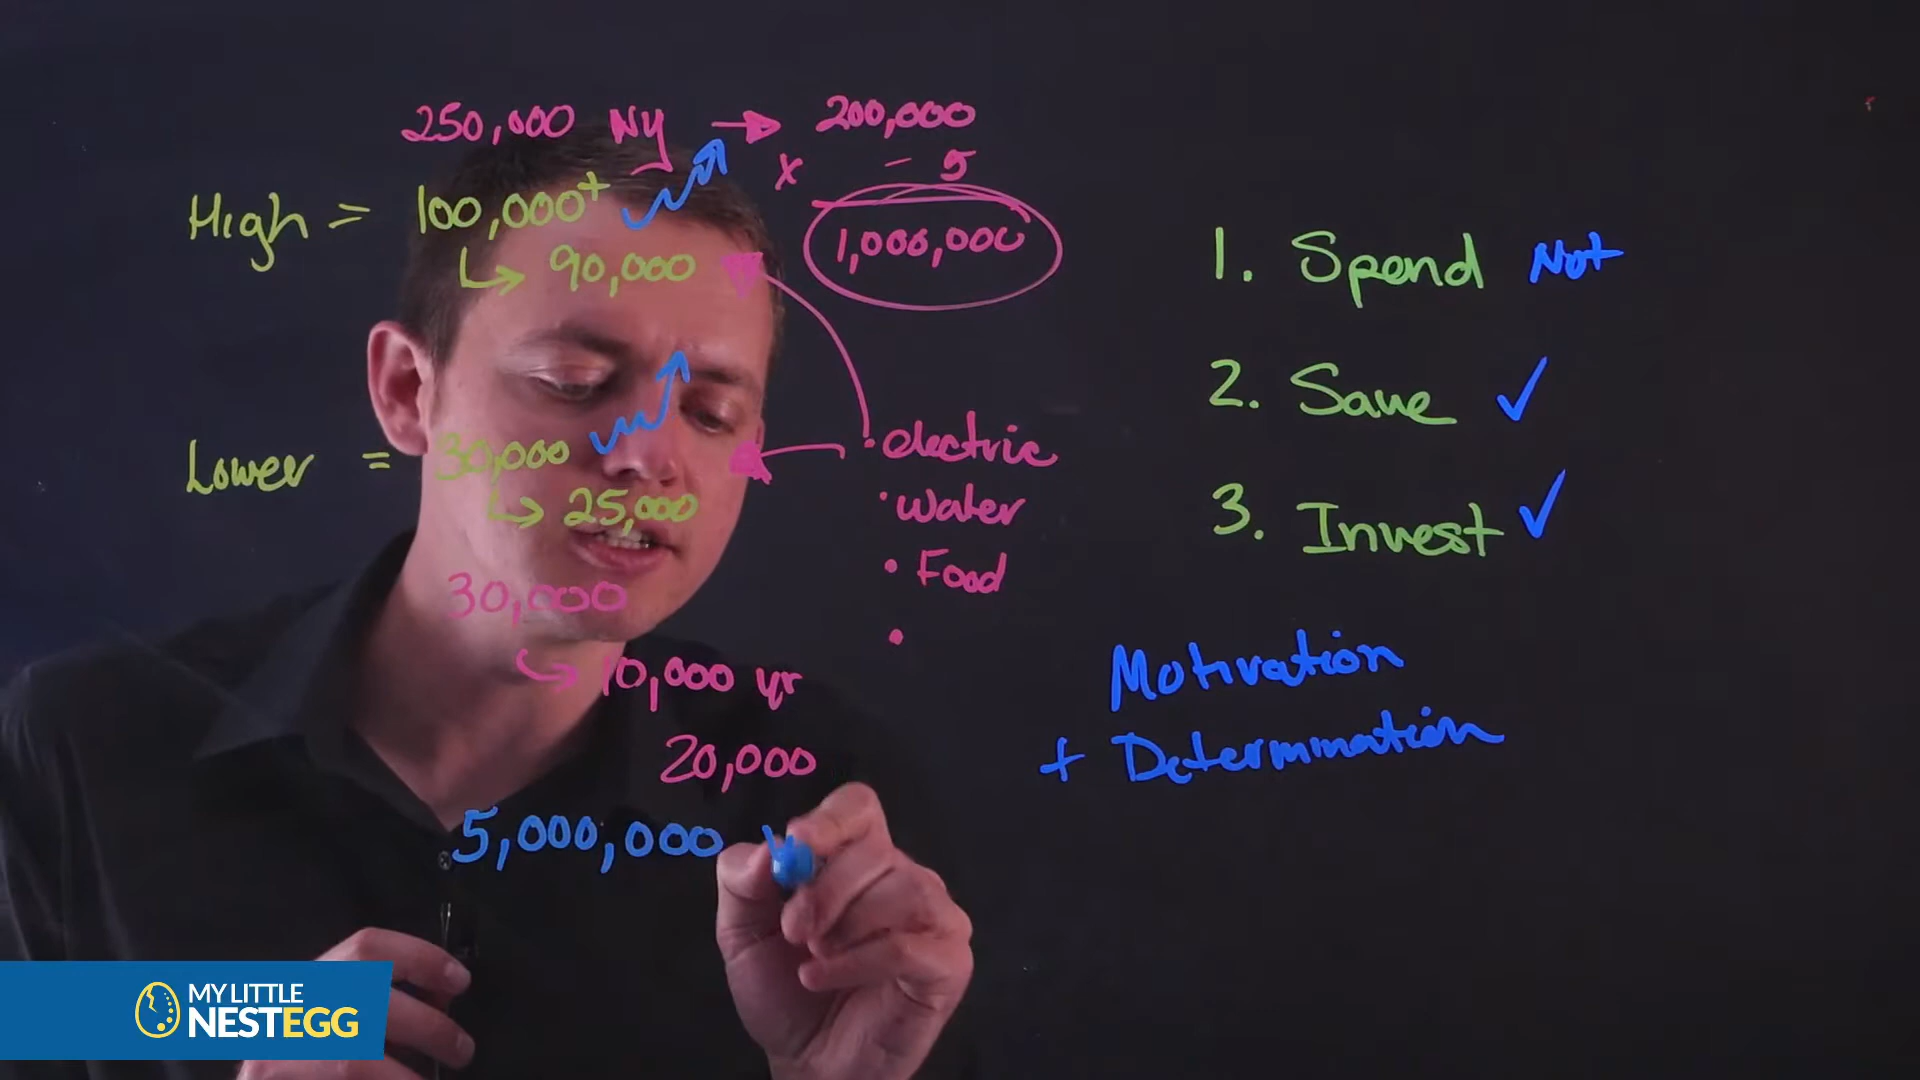 250,000 NY → 200,000
x - 5
High = 100,000+
↳ 90,000
1,000,000
Lower = 30,000
↳ 25,000
30,000
↳ 10,000 yr
20,000
5,000,000
• electric
• water
• Food
•
1. Spend Not
2. Save ✓
3. Invest ✓
Motivation
+ Determination
MY LITTLE
NESTEGG